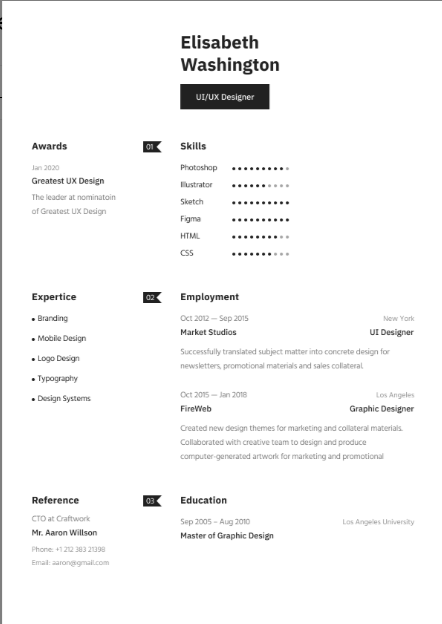 Elisabeth
Washington
UI/UX Designer
Awards
Jan 2020
Greatest UX Design
The leader at nominatoin
of Greatest UX Design
01
Skills
Photoshop
Illustrator
Sketch
Figma
HTML
CSS
Expertice
Branding
Mobile Design
Logo Design
Typography
Design Systems
02
Employment
Oct 2012 — Sep 2015 New York
Market Studios UI Designer
Successfully translated subject matter into concrete design for
newsletters, promotional materials and sales collateral.
Oct 2015 — Jan 2018 Los Angeles
FireWeb Graphic Designer
Created new design themes for marketing and collateral materials.
Collaborated with creative team to design and produce
computer-generated artwork for marketing and promotional
Reference
CTO at Craftwork
Mr. Aaron Willson
Phone: +1 212 383 21398
Email: aaron@gmail.com
03
Education
Sep 2005 – Aug 2010 Los Angeles University
Master of Graphic Design